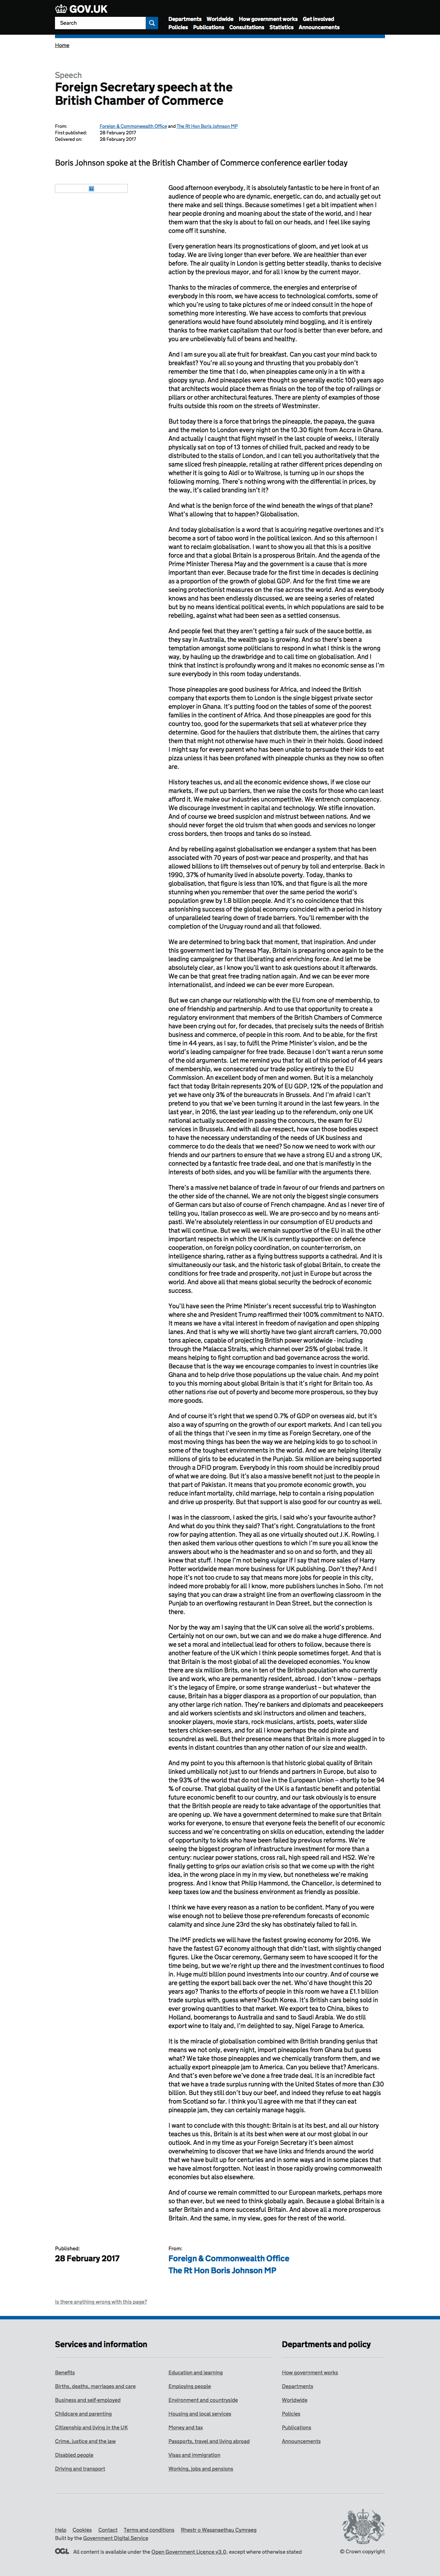 GOV.UK
Search
Departments Worldwide How government works Get involved
Policies Publications Consultations Statistics Announcements
Home
Speech
Foreign Secretary speech at the
British Chamber of Commerce
From: Foreign & Commonwealth Office and The Rt Hon Boris Johnson MP
First published: 28 February 2017
Delivered on: 28 February 2017
Boris Johnson spoke at the British Chamber of Commerce conference earlier today
Good afternoon everybody, it is absolutely fantastic to be here in front of an
audience of people who are dynamic, energetic, can do, and actually get out
there make and sell things. Because sometimes I get a bit impatient when I
hear people droning and moaning about the state of the world, and I hear
them warn that the sky is about to fall on our heads, and I feel like saying
come off it sunshine.
Every generation hears its prognostications of gloom, and yet look at
us today. We are living longer than ever before. We are healthier than ever
before. The air quality in London is getting better steadily, thanks to decisive
action by the previous mayor, and for all I know by the current mayor.
Thanks to the miracles of commerce, the energies and enterprise of
everybody in this room, we have access to technological comforts, some of
which you're thinking of me or indeed consult in the hope of
something more interesting. We have access to comforts that previous
generations would have found absolutely mind boggling, and it is entirely
thanks to free market capitalism that our food is better than ever before, and
you are unbelievably full of beans and healthy.
And I am sure you all ate fruit for breakfast. Can you cast your mind back to
breakfast? You're all so young and thrusting that you probably don't
remember the time that I do, when pineapples came only in a tin with a
gloopy syrup. And pineapples were thought so generally exotic 100 years ago
that architects would place them as finials on the top of the top of railings or
pillars or other architectural features. There are plenty of examples of those
fruits outside this room on the streets of Westminster.
But today there is a force that brings the pineapple, the papaya, the guava
and the melon to London every night on the 10.30 flight from Accra in Ghana.
And actually I caught that flight myself in the last couple of weeks, I literally
physically sat on top of 13 tonnes of chilled fruit, bound, that would be
distributed to the stalls of London, and I can tell you authoritatively that the
same sliced fresh pineapple, retailing at rather different prices depending on
whether it is going to Aldi or to Waitrose, is turning up in our shops the
following morning. There's nothing wrong with the differential in prices, by
the way, it's called branding isn't it?
And what is the benign force of the wind beneath the wings of that plane?
What's allowing that to happen? Globalisation.
And today globalisation is a word that is acquiring negative overtones and it's
become a sort of taboo word in the political lexicon. And so this afternoon I
want to reclaim globalisation. I want to show you all that this is a positive
force and that a global Britain is a prosperous Britain. And the agenda of the
Prime Minister Theresa May and the government is a cause that is more
important than ever. Because trade for the first time in decades is declining
as a proportion of the growth of global GDP. And for the first time we are
seeing protectionist measures on the rise across the world. And as everybody
knows and has been endlessly discussed, we are seeing a series of related
but by no means identical political events, in which populations are said to be
rebelling, against what had been seen as a settled consensus.
And people feel that they aren't getting a fair suck of the sauce bottle, as
they say in Australia, the wealth gap is growing. And so there's been a
temptation amongst some politicians to respond in what I think is the wrong
way, by hauling up the drawbridge and to call time on globalisation. And I
think that instinct is profoundly wrong and it makes no economic sense as I'm
sure everybody in this room today understands.
Those pineapples are good business for Africa, and indeed the British
company that exports them to London is the single biggest private sector
employer in Ghana. It's putting food on the tables of some of the poorest
families in the continent of Africa. And those pineapples are good for this
country too, good for the supermarkets that sell at whatever price they
determine. Good for the hauliers that distribute them, the airlines that carry
them that might not otherwise have much in their in their holds. Good indeed
I might say for every parent who has been unable to persuade their kids to eat
pizza unless it has been profaned with pineapple chunks as they now so often
are.
History teaches us, and all the economic evidence shows, if we close our
markets, if we put up barriers, then we raise the costs for those who can least
afford it. We make our industries uncompetitive. We entrench complacency.
We discourage investment in capital and technology. We stifle innovation.
And of course we breed suspicion and mistrust between nations. And we
should never forget the old truism that when goods and services no longer
cross borders, then troops and tanks do so instead.
And by rebelling against globalisation we endanger a system that has been
associated with 70 years of post-war peace and prosperity, and that has
allowed billions to lift themselves out of penury by toil and enterprise. Back in
1990, 37% of humanity lived in absolute poverty. Today, thanks to
globalisation, that figure is less than 10%, and that figure is all the more
stunning when you remember that over the same period the world's
population grew by 1.8 billion people. And it's no coincidence that this
astonishing success of the global economy coincided with a period in history
of unparalleled tearing down of trade barriers. You'll remember with the
completion of the Uruguay round and all that followed.
We are determined to bring back that moment, that inspiration. And under
this government led by Theresa May, Britain is preparing once again to be the
leading campaigner for that liberating and enriching force. And let me be
absolutely clear, as I know you'll want to ask questions about it afterwards.
We can be that great free trading nation again. And we can be ever more
internationalist, and indeed we can be ever more European.
But we can change our relationship with the EU from one of membership, to
one of friendship and partnership. And to use that opportunity to create a
regulatory environment that members of the British Chambers of Commerce
have been crying out for, for decades, that precisely suits the needs of British
business and commerce, of people in this room. And to be able, for the first
time in 44 years, as I say, to fulfil the Prime Minister's vision, and be the
world's leading campaigner for free trade. Because I don't want a rerun some
of the old arguments. Let me remind you that for all of this period of 44 years
of membership, we consecrated our trade policy entirely to the EU
Commission. An excellent body of men and women. But it is a melancholy
fact that today Britain represents 20% of EU GDP, 12% of the population and
yet we have only 3% of the bureaucrats in Brussels. And I'm afraid I can't
pretend to you that we've been turning it around in the last few years. In the
last year, in 2016, the last year leading up to the referendum, only one UK
national actually succeeded in passing the concours, the exam for EU
servics in Brussels. And with all due respect, how can those bodies expect
to have the necessary understanding of the needs of UK business and
commerce to do the deals that we need? So now we need to work with our
friends and our partners to ensure that we have a strong EU and a strong UK,
connected by a fantastic free trade deal, and one that is manifestly in the
interests of both sides, and you will be familiar with the arguments there.
There's a massive net balance of trade in favour of our friends and partners on
the other side of the channel. We are not only the biggest single consumers
of German cars but also of course of French champagne. And as I never tire of
telling you, Italian prosecco as well. We are pro-secco and by no means anti-
pasti. We're absolutely relentless in our consumption of EU products and
that will continue. But we will remain supportive of the EU in all the other
important respects in which the UK is currently supportive: on defence
cooperation, on foreign policy coordination, on counter-terrorism, on
intelligence sharing, rather as a flying buttress supports a cathedral. And it is
simultaneously our task, and the historic task of global Britain, to create the
conditions for free trade and prosperity, not just in Europe but across the
world. And above all that means global security the bedrock of economic
success.
You'll have seen the Prime Minister's recent successful trip to Washington
where she and President Trump reaffirmed their 100% commitment to NATO.
It means we have a vital interest in freedom of navigation and open shipping
lanes. And that is why we will shortly have two giant aircraft carriers, 70,000
tons apiece, capable of projecting British power worldwide - including
through the Malacca Straits, which channel over 25% of global trade. It
means helping to fight corruption and bad governance across the world.
Because that is the way we encourage companies to invest in countries like
Ghana and to help drive those populations up the value chain. And my point
to you this morning about global Britain is that it's right for Britain too. As
other nations rise out of poverty and become more prosperous, so they buy
more goods.
And of course it's right that we spend 0.7% of GDP on overseas aid, but it's
also a way of spurring on the growth of our export markets. And I can tell you
of all the things that I've seen in my time as Foreign Secretary, one of the
most moving things has been the way we are helping kids to go to school in
some of the toughest environments in the world. And we are helping literally
millions of girls to be educated in the Punjab. Six million are being supported
through a DFID program. Everybody in this room should be incredibly proud
of what we are doing. But it's also a massive benefit not just to the people in
that part of Pakistan. It means that you promote economic growth, you
reduce infant mortality, child marriage, help to contain a rising population
and drive up prosperity. But that support is also good for our country as well.
I was in the classroom, I asked the girls, I said who's your favourite author?
And what do you think they said? That's right. Congratulations to the front
row for paying attention. They all as one virtually shouted out J.K. Rowling. I
then asked them various other questions to which I'm sure you all know the
answers about who is the headmaster and so on and so forth, and they all
knew that stuff. I hope I'm not being vulgar if I say that more sales of Harry
Potter worldwide mean more business for UK publishing. Don't they? And I
hope it's not too crude to say that means more jobs for people in this city,
indeed more probably for all I know, more publishers lunches in Soho. I'm not
saying that you can draw a straight line from an overflowing classroom in the
Punjab to an overflowing restaurant on Dean Street, but the connection is
there.
Nor by the way am I saying that the UK can solve all the world's problems.
Certainly not on our own, but we can and we do make a huge difference. And
we set a moral and intellectual lead for others to follow, because there is
another feature of the UK which I think people sometimes forget. And that is
that Britain is the most global of all the developed economies. You know
there are six million Brits, one in ten of the British population who currently
live and work, who are permanently resident, abroad. I don't know – perhaps
it's the legacy of Empire, or some strange wanderlust – but whatever the
cause, Britain has a bigger diaspora as a proportion of our population, than
any other large rich nation. They're bankers and diplomats and peacekeepers
and aid workers scientists and ski instructors and oilmen and teachers,
snooker players, movie stars, rock musicians, artists, poets, water slide
testers chicken-sexers, and for all I know perhaps the odd pirate and
scoundrel as well. But their presence means that Britain is more plugged in to
events in distant countries than any other nation of our size and wealth.
And my point to you this afternoon is that historic global quality of Britain
linked umbilically not just to our friends and partners in Europe, but also to
the 93% of the world that do not live in the European Union – shortly to be 94
% of course. That global quality of the UK is a fantastic benefit and potential
future economic benefit to our country, and our task obviously is to ensure
that the British people are ready to take advantage of the opportunities that
are opening up. We have a government determined to make sure that Britain
works for everyone, to ensure that everyone feels the benefit of our economic
success and we're concentrating on skills on education, extending the ladder
of opportunity to kids who have been failed by previous reforms. We're
seeing the biggest program of infrastructure investment for more than a
century: nuclear power stations, cross rail, high speed rail and HS2. We're
finally getting to grips our aviation crisis so that we come up with the right
idea, in the wrong place in my in my view, but nonetheless we're making
progress. And I know that Philip Hammond, the Chancellor, is determined to
keep taxes down and the business environment as friendly as possible.
I think we have every reason as a nation to be confident. Many of you were
wise enough not to believe those pre-referendum forecasts of economic
calamity and since June 23rd the sky has obstinately failed to fall in.
The IMF predicts we will have the fastest growing economy for 2016. We
have the fastest G7 economy although that didn't last, with slightly changed
figures. Like the Oscar ceremony, Germany seem to have scooped it for the
time being, but we we're right up there and the investment continues to flood
in. Huge multi billion pound investments into our country. And of course we
are getting the export ball back over the net. Who'd have thought this 20
years ago? Thanks to the efforts of people in this room we have a £1.1 billion
trade surplus with, guess where? South Korea. It's British cars being sold in
ever growing quantities to that market. We export tea to China, bikes to
Holland, boomerangs to Australia and sand to Saudi Arabia. We do still
export wine to Italy and, I'm delighted to say, Nigel Farage to America.
It is the miracle of globalisation combined with British branding genius that
means we not only, every night, import pineapples from Ghana but guess
what? We take those pineapples and we chemically transform them, and we
actually export pineapple jam to America. Can you believe that? Americans.
And that's even before we've done a free trade deal. It is an incredible fact
that we have a trade surplus running with the United States of more than £30
billion. But they still don't buy our beef, and indeed they refuse to eat haggis
from Scotland so far. I think you'll agree with me that if they can eat
pineapple jam, they can certainly manage haggis.
I want to conclude with this thought: Britain is at its best, and all our history
teaches us this, Britain is at its best when were at our most global in our
outlook. In my time as your Foreign Secretary it's been almost
overwhelming to discover that we have links and friends around the world
that we have built up for centuries and in some ways and in some places that
we have almost forgotten. Not least in those rapidly growing commonwealth
economies but also elsewhere.
And of course we remain committed to our European markets, perhaps more
so than ever, but we need to think globally again. Because a global Britain is a
safer Britain and a more successful Britain. And above all a more prosperous
Britain. And the same, in my view, goes for the rest of the world.
Published: From:
28 February 2017 Foreign & Commonwealth Office
The Rt Hon Boris Johnson MP
Is there anything wrong with this page?
Services and information Departments and policy
Benefits Education and learning How government works
Births, deaths, marriages and care Employing people Departments
Business and self-employed Environment and countryside Worldwide
Childcare and parenting Housing and local services Policies
Citizenship and living in the UK Money and tax Publications
Crime, justice and the law Passports, travel and living abroad Announcements
Disabled people Visas and immigration
Driving and transport Working, jobs and pensions
Help Cookies Contact Terms and conditions Rhestr o Wasanaethau Cymraeg
Built by the Government Digital Service
OGL All content is available under the Open Government Licence v3.0, except where otherwise stated
© Crown copyright